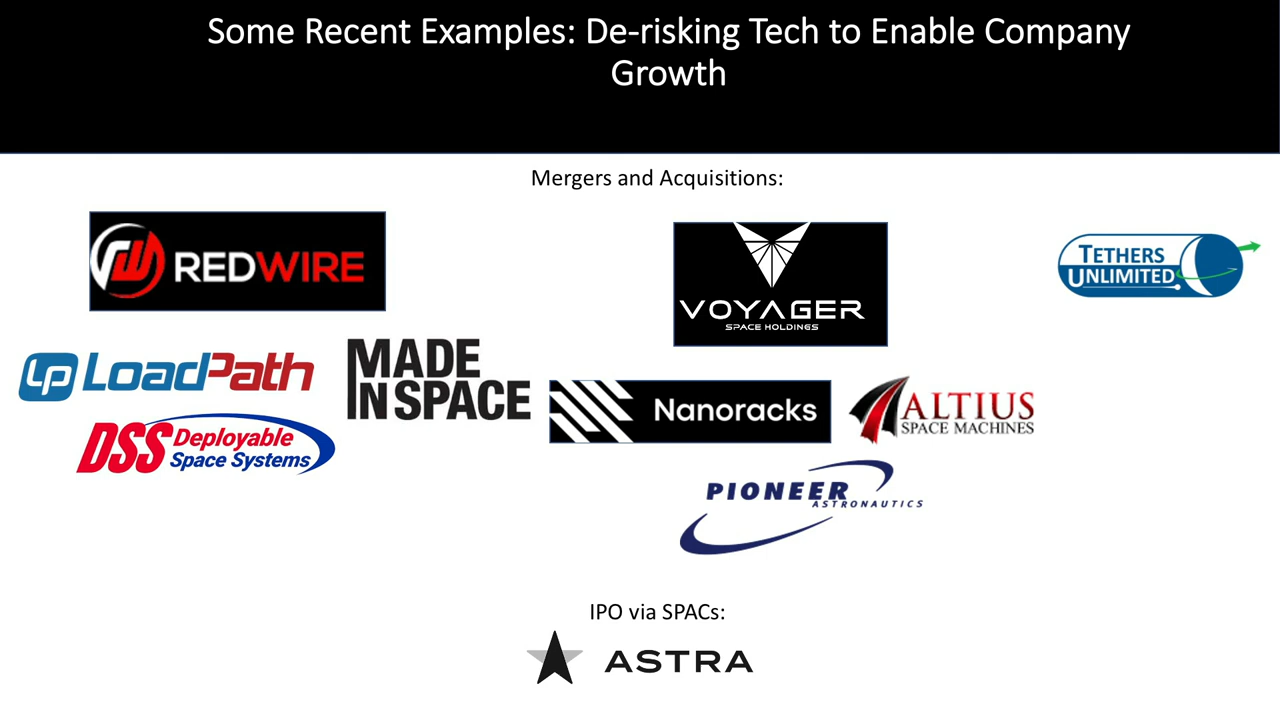 Some Recent Examples: De-risking Tech to Enable Company
Growth
Mergers and Acquisitions:
REDWIRE
VOYAGER
SPACE HOLDINGS
TETHERS
UNLIMITED
LP LOADPATH
MADE
IN SPACE
Nanoracks
ALTIUS
SPACE MACHINES
DSS Deployable
Space Systems
PIONEER
ASTRONAUTICS
IPO via SPACs:
ASTRA